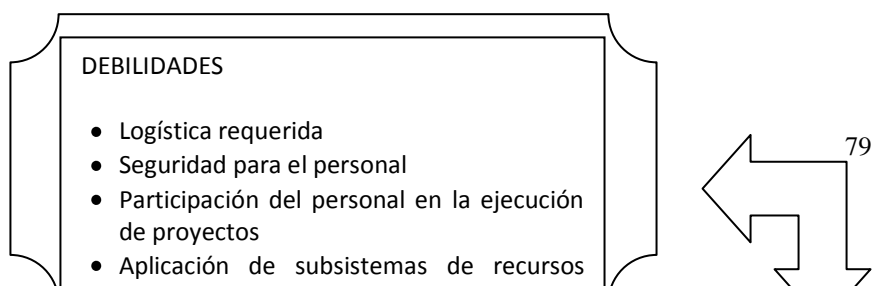 DEBILIDADES
• Logística requerida
• Seguridad para el personal
79
• Participación del personal en la ejecución
de proyectos
• Aplicación de subsistemas de recursos